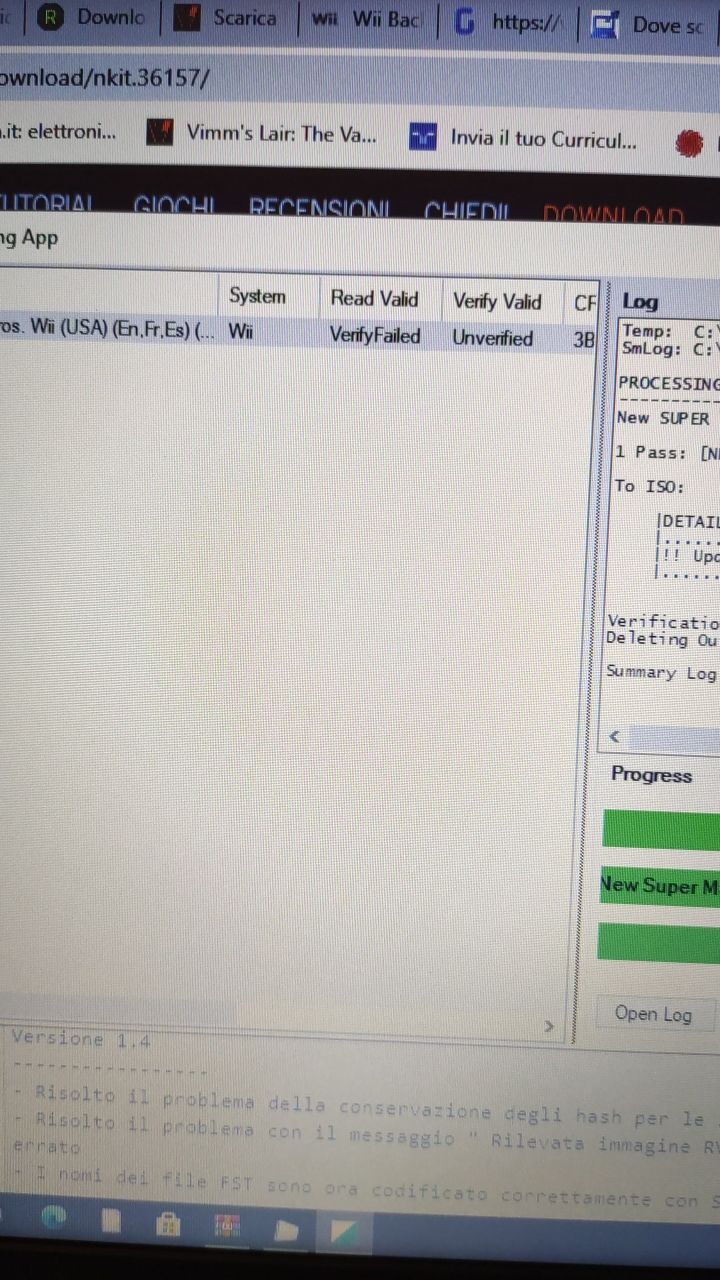 Downlo
Scarica
Wii
Wii Bac
https://
Dove sc
ownload/nkit.36157/
.it: elettroni...
Vimm's Lair: The Va...
Invia il tuo Curricul...
TUTORIAL GIOCHI RECENSIONI CHIEDI! DOWNLOAD
ng App
System Read Valid Verify Valid CF
ros. Wii (USA) (En,Fr,Es) (... Wii VerifyFailed Unverified 3B
Log
Temp: C:\
SmLog: C:\
PROCESSING
----------
New SUPER
1 Pass: [N
To ISO:
|DETAIL
|......
|!! Upd
|......
Verificatio
Deleting Ou
Summary Log
Progress
New Super M
Open Log
Versione 1.4
----------------
- Risolto il problema della conservazione degli hash per le
- Risolto il problema con il messaggio " Rilevata immagine RV
errato
- I nomi dei file FST sono ora codificato correttamente con S